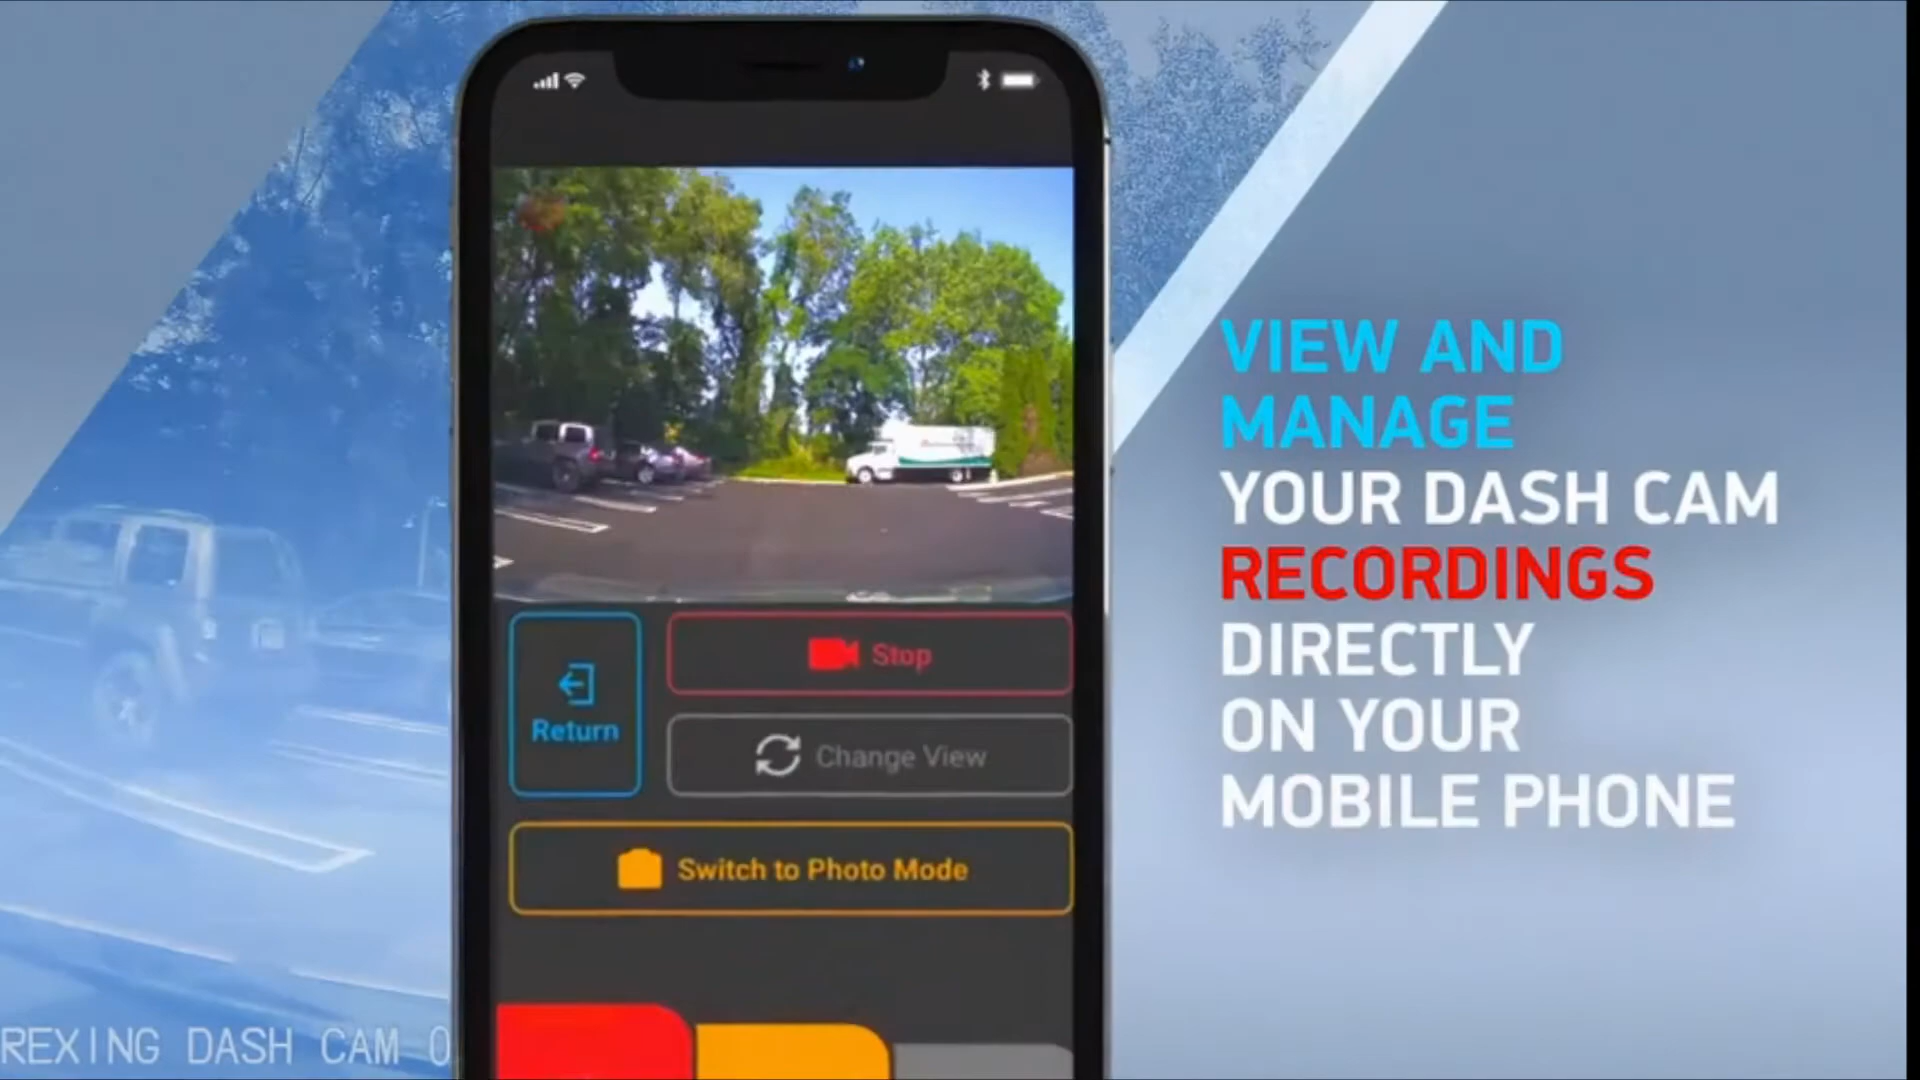 VIEW AND
MANAGE
YOUR DASH CAM
RECORDINGS
DIRECTLY
ON YOUR
MOBILE PHONE
Stop
Return
Change View
Switch to Photo Mode
REXING DASH CAM 0